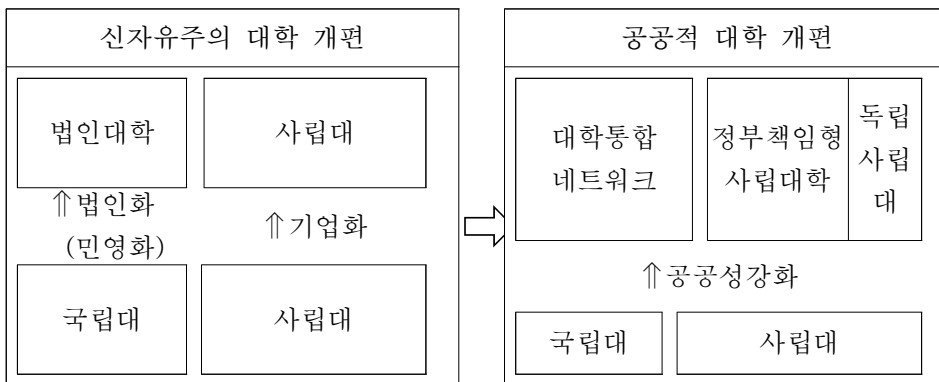 신자유주의 대학 개편
법인대학
사립대
⇑법인화
(민영화)
⇑기업화
국립대
사립대
공공적 대학 개편
대학통합
네트워크
정부책임형
사립대학
독립
사립
대
⇑공공성강화
국립대
사립대